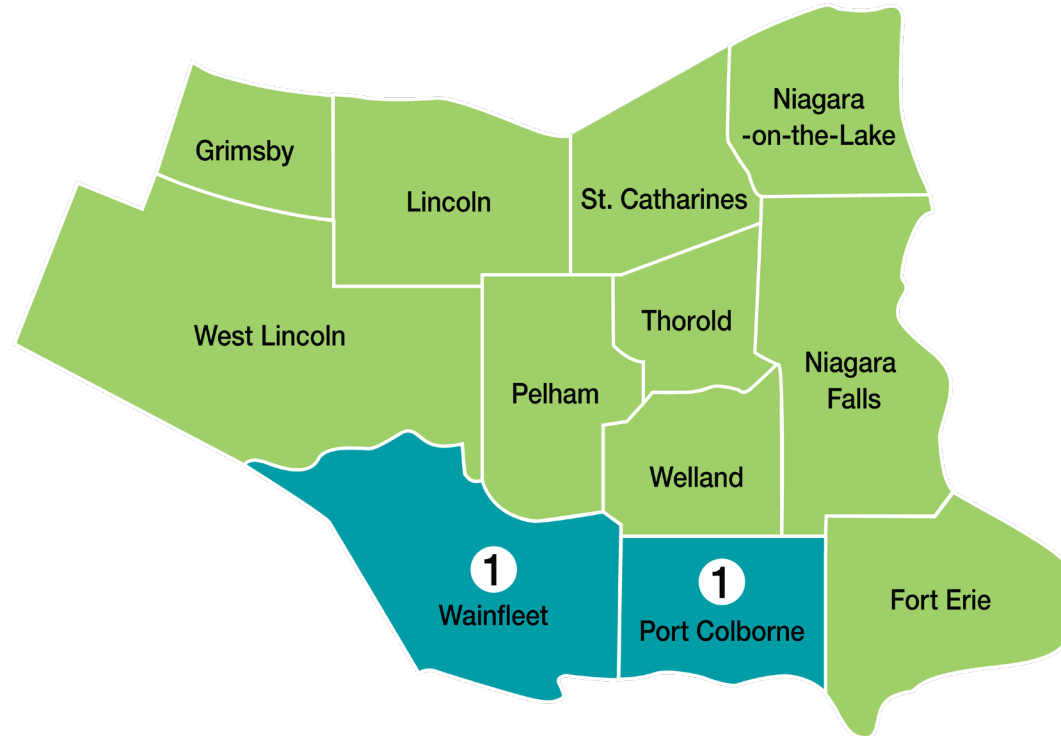 Niagara
-on-the-Lake
Grimsby
Lincoln
St. Catharines
West Lincoln
Thorold
Niagara
Falls
Pelham
Welland
1
Wainfleet
1
Port Colborne
Fort Erie